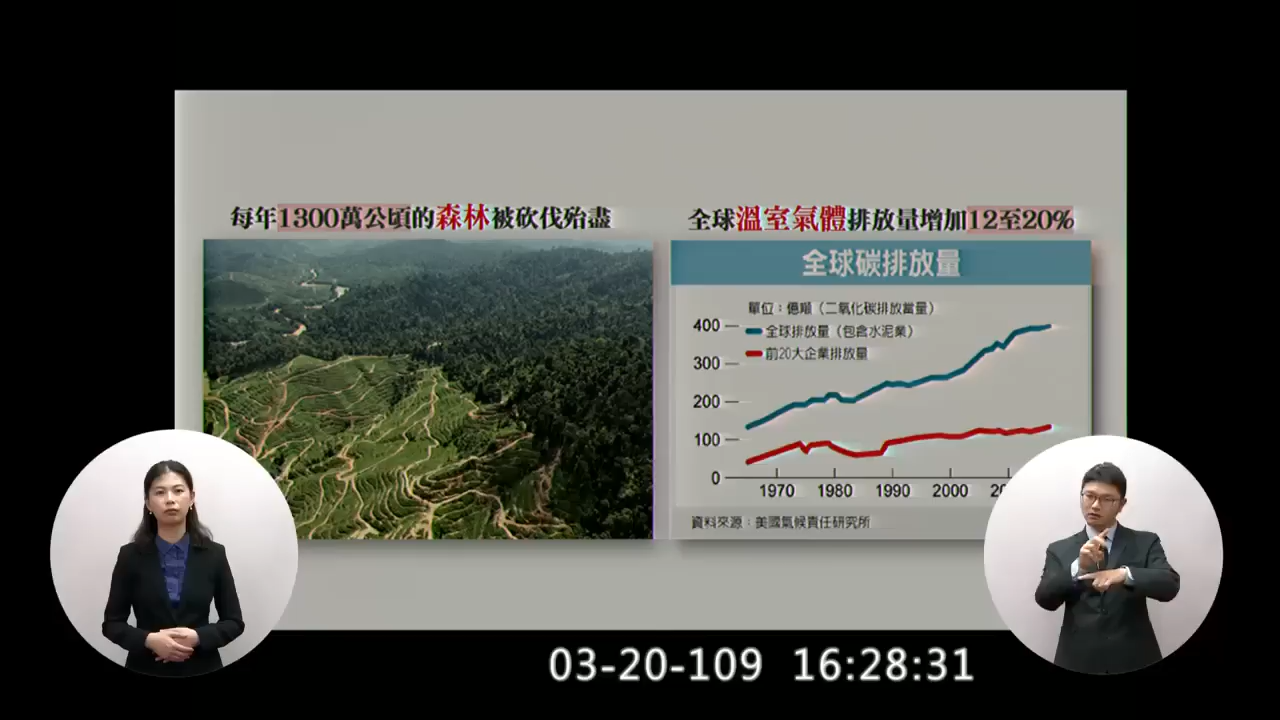 每年1300萬公頃的森林被砍伐殆盡
全球溫室氣體排放量增加12至20%
全球碳排放量
單位：億噸（二氧化碳排放當量）
全球排放量（包含水泥業）
前20大企業排放量
400
300
200
100
0
1970 1980 1990 2000
資料來源：美國氣候責任研究所
03-20-109 16:28:31